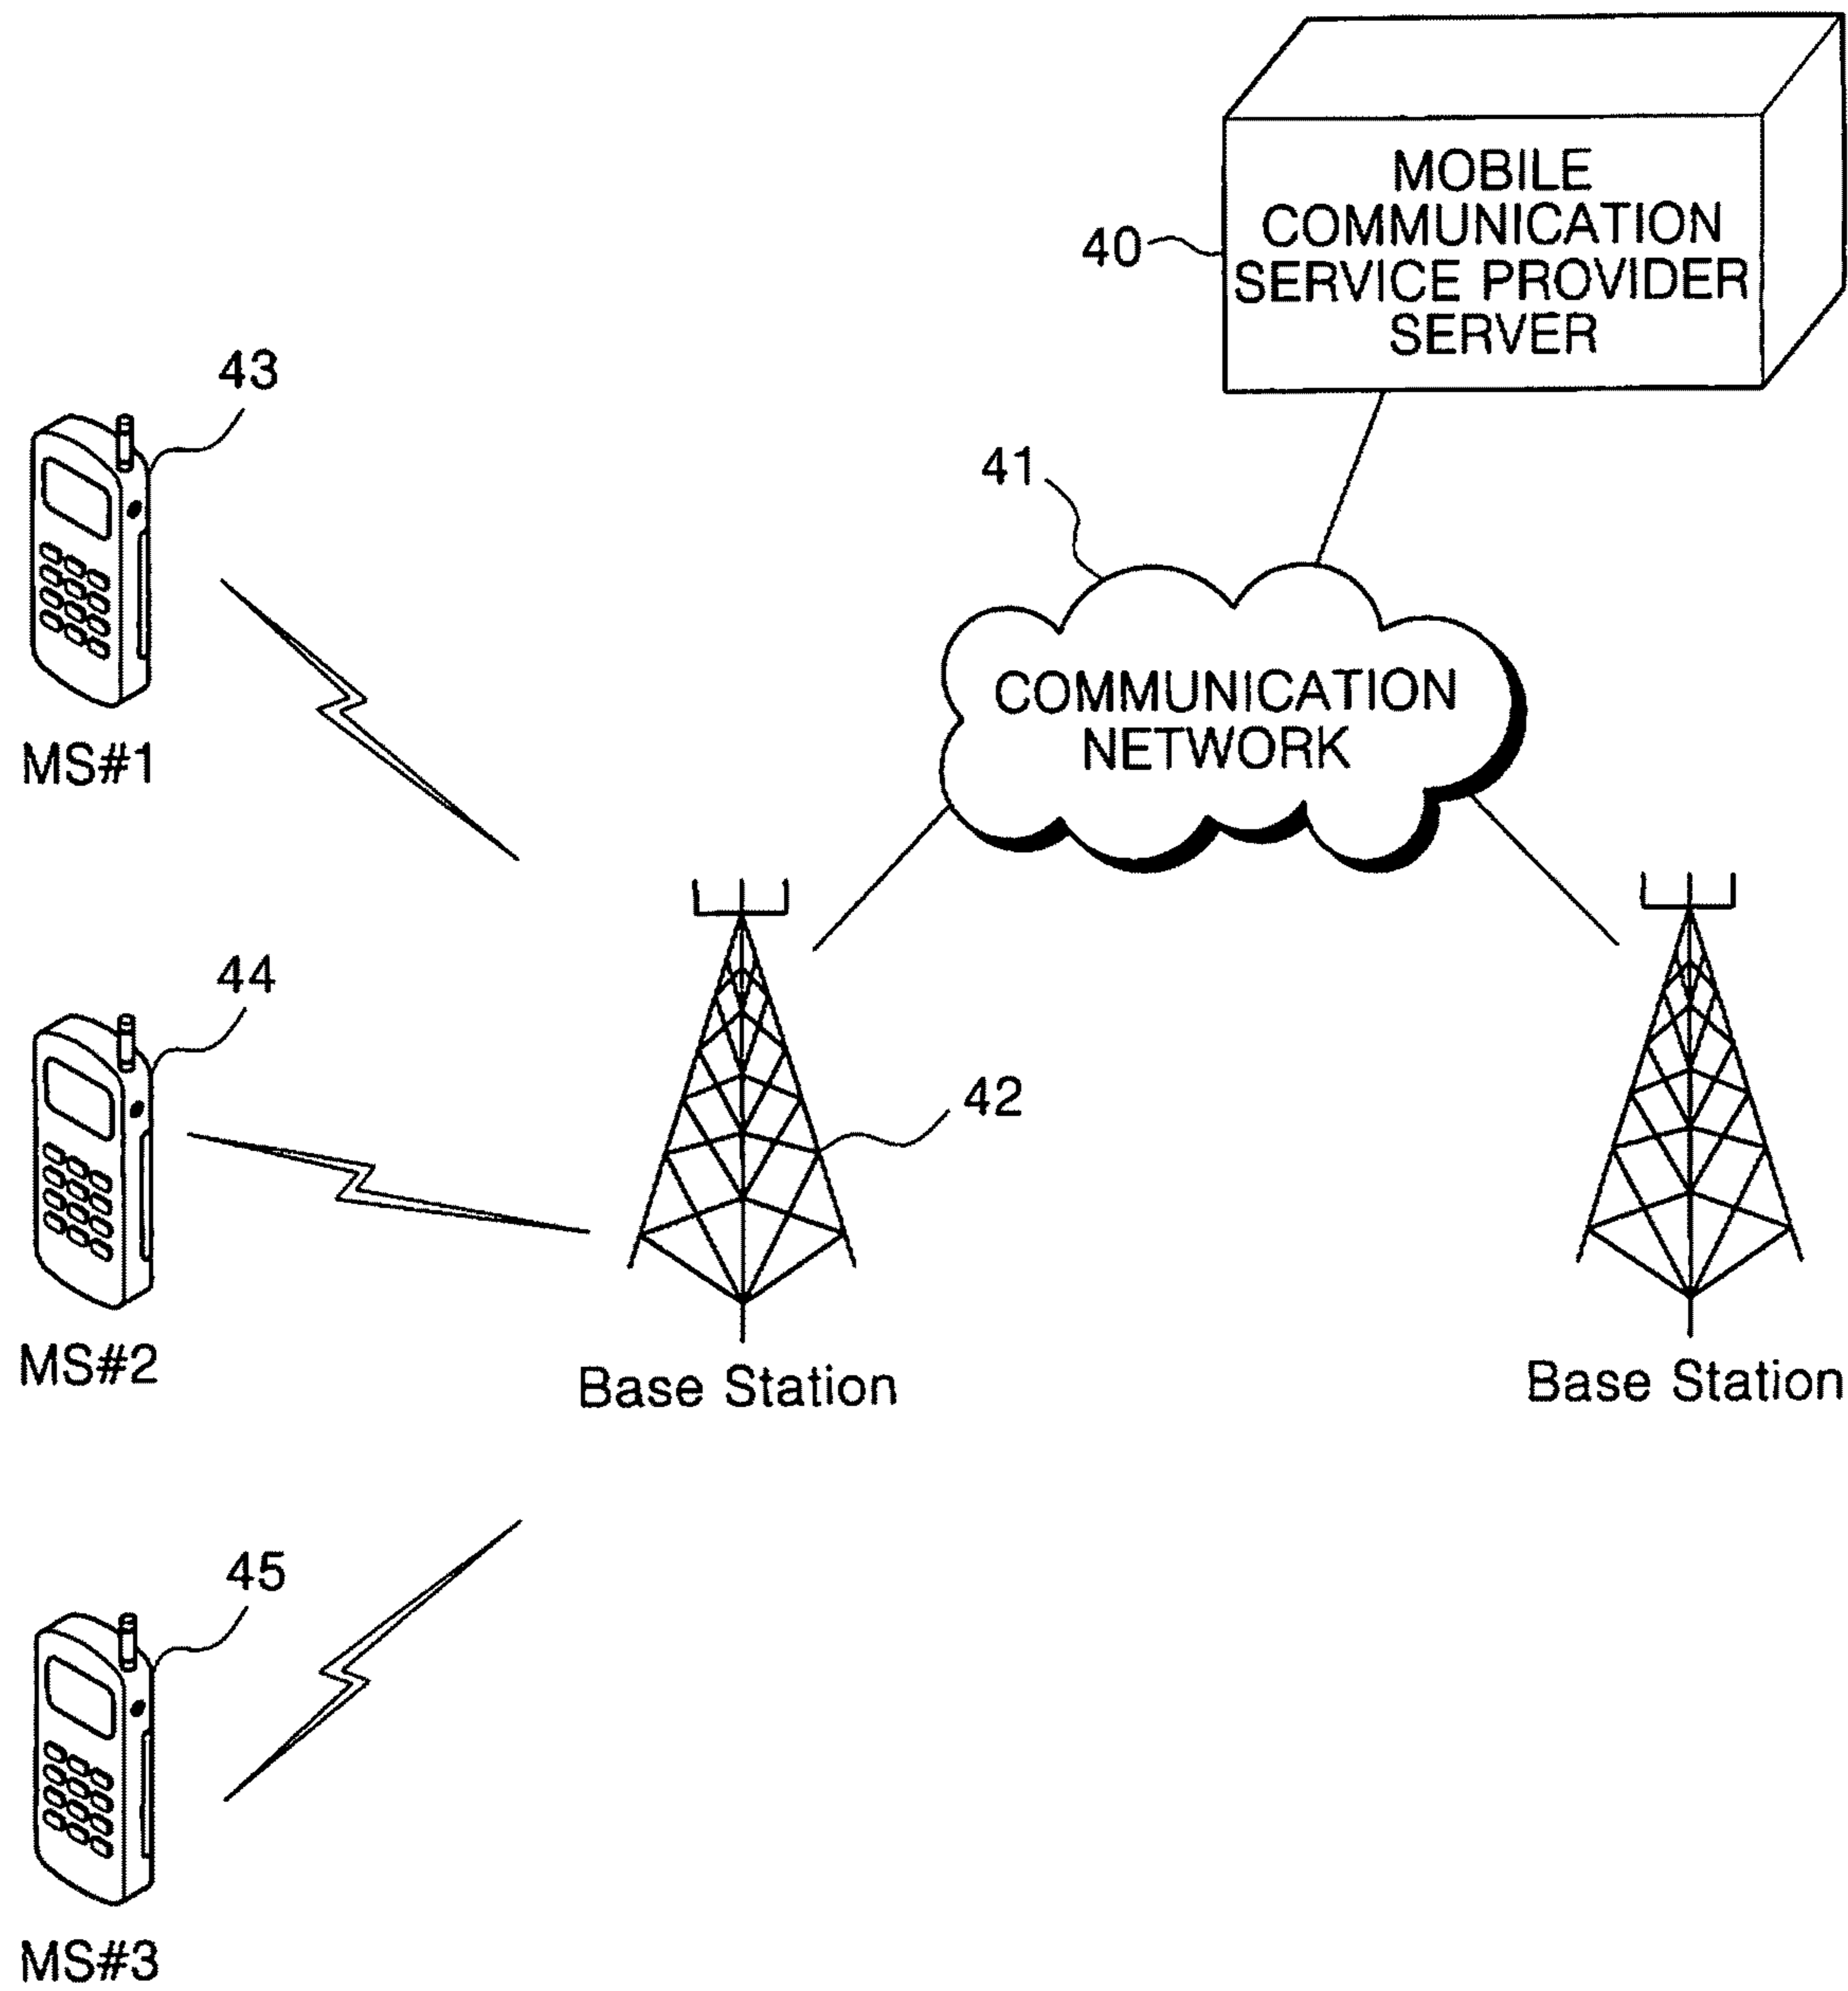 MOBILE
COMMUNICATION
SERVICE PROVIDER
SERVER
40
43
41
COMMUNICATION
NETWORK
MS#1
44
42
MS#2
Base Station
Base Station
45
MS#3